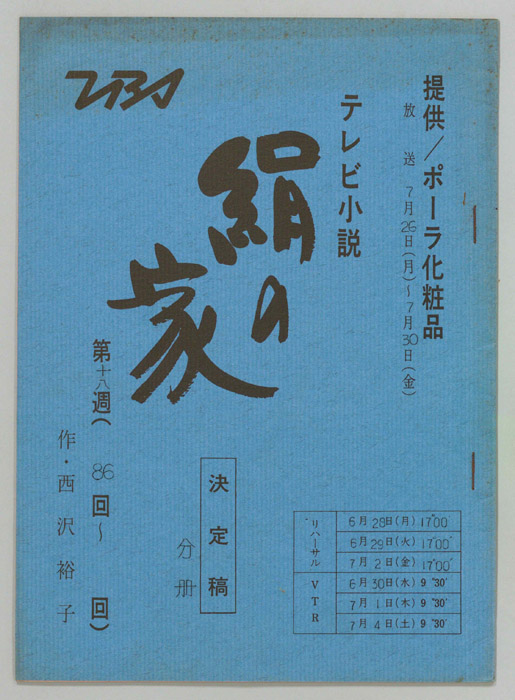 提供/ポーラ化粧品
放送 7月26日(月)~7月30日(金)
テレビ小説
TBS
絹の家
第十八週( 86回~ 回)
作・西沢裕子
決定稿
分册
リハーサル
6月28日(月) 17°00'
6月29日(火) 17°00'
7月2日(金) 17°00'
VTR
6月30日(水) 9°30'
7月1日(木) 9°30'
7月4日(土) 9°30'